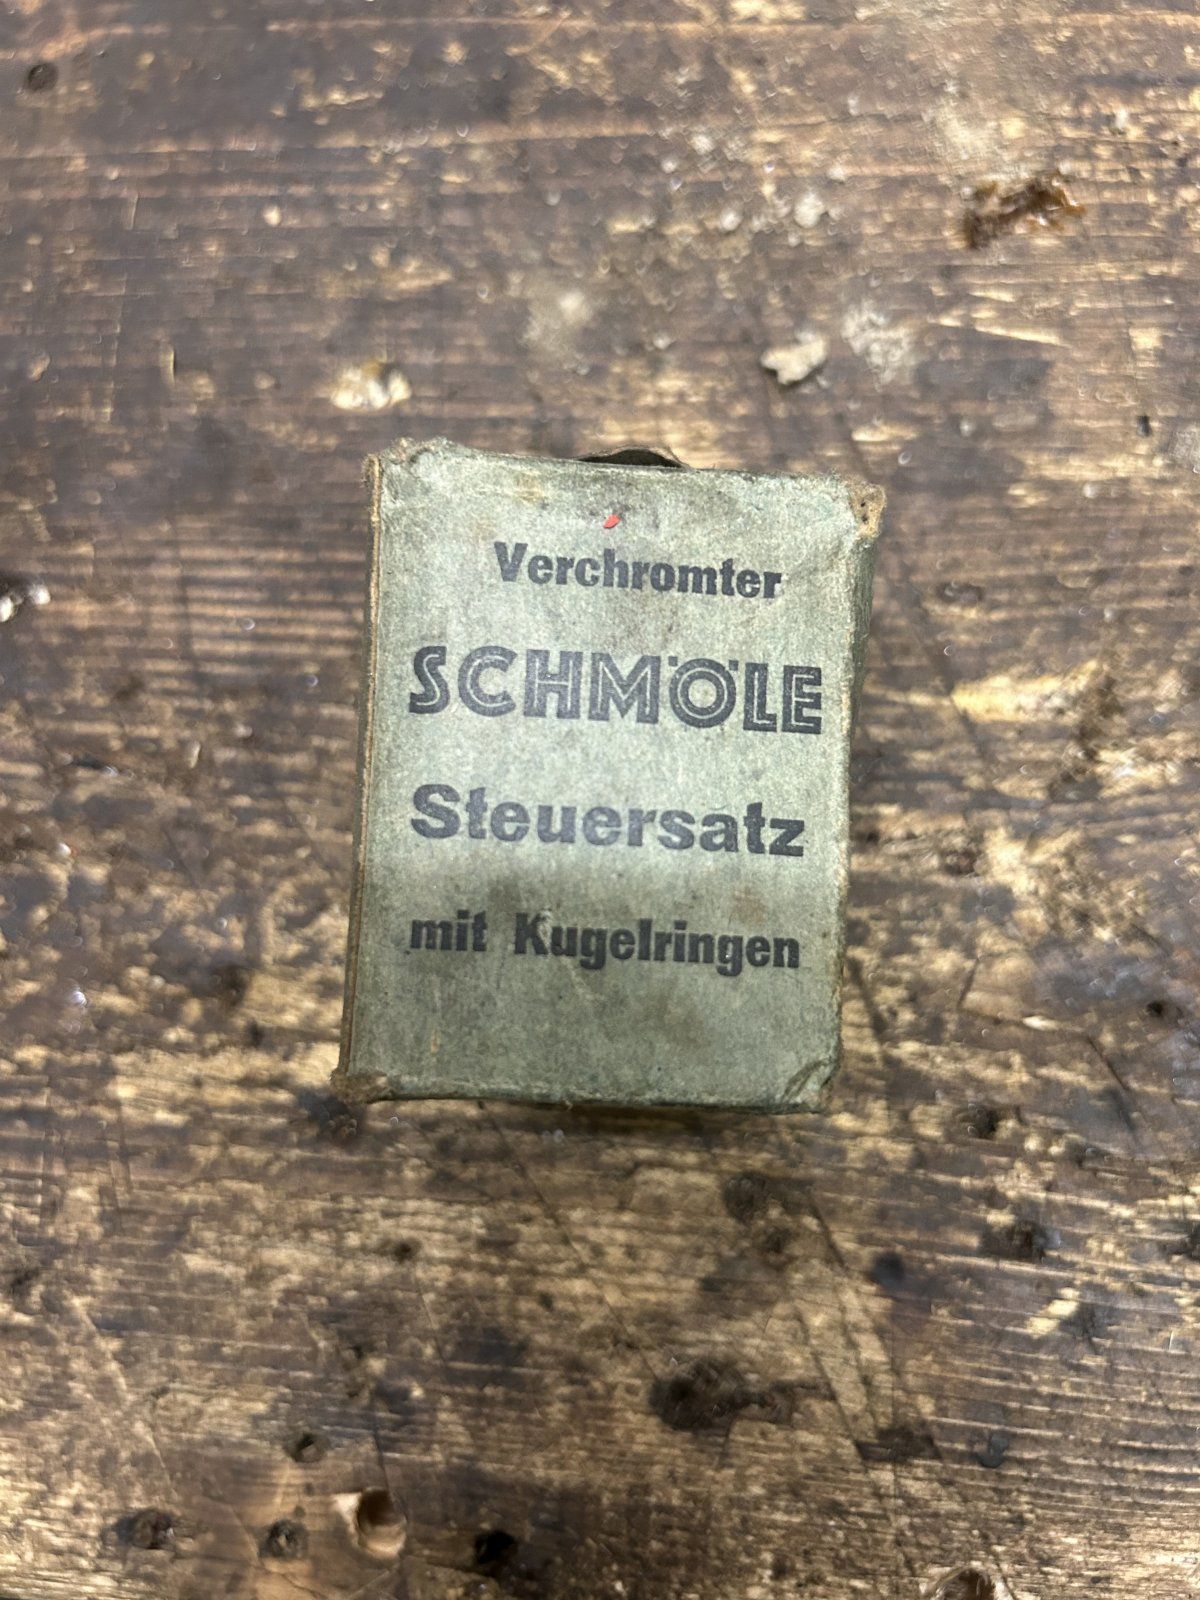 Verchromter
SCHMÖLE
Steuersatz
mit Kugelringen